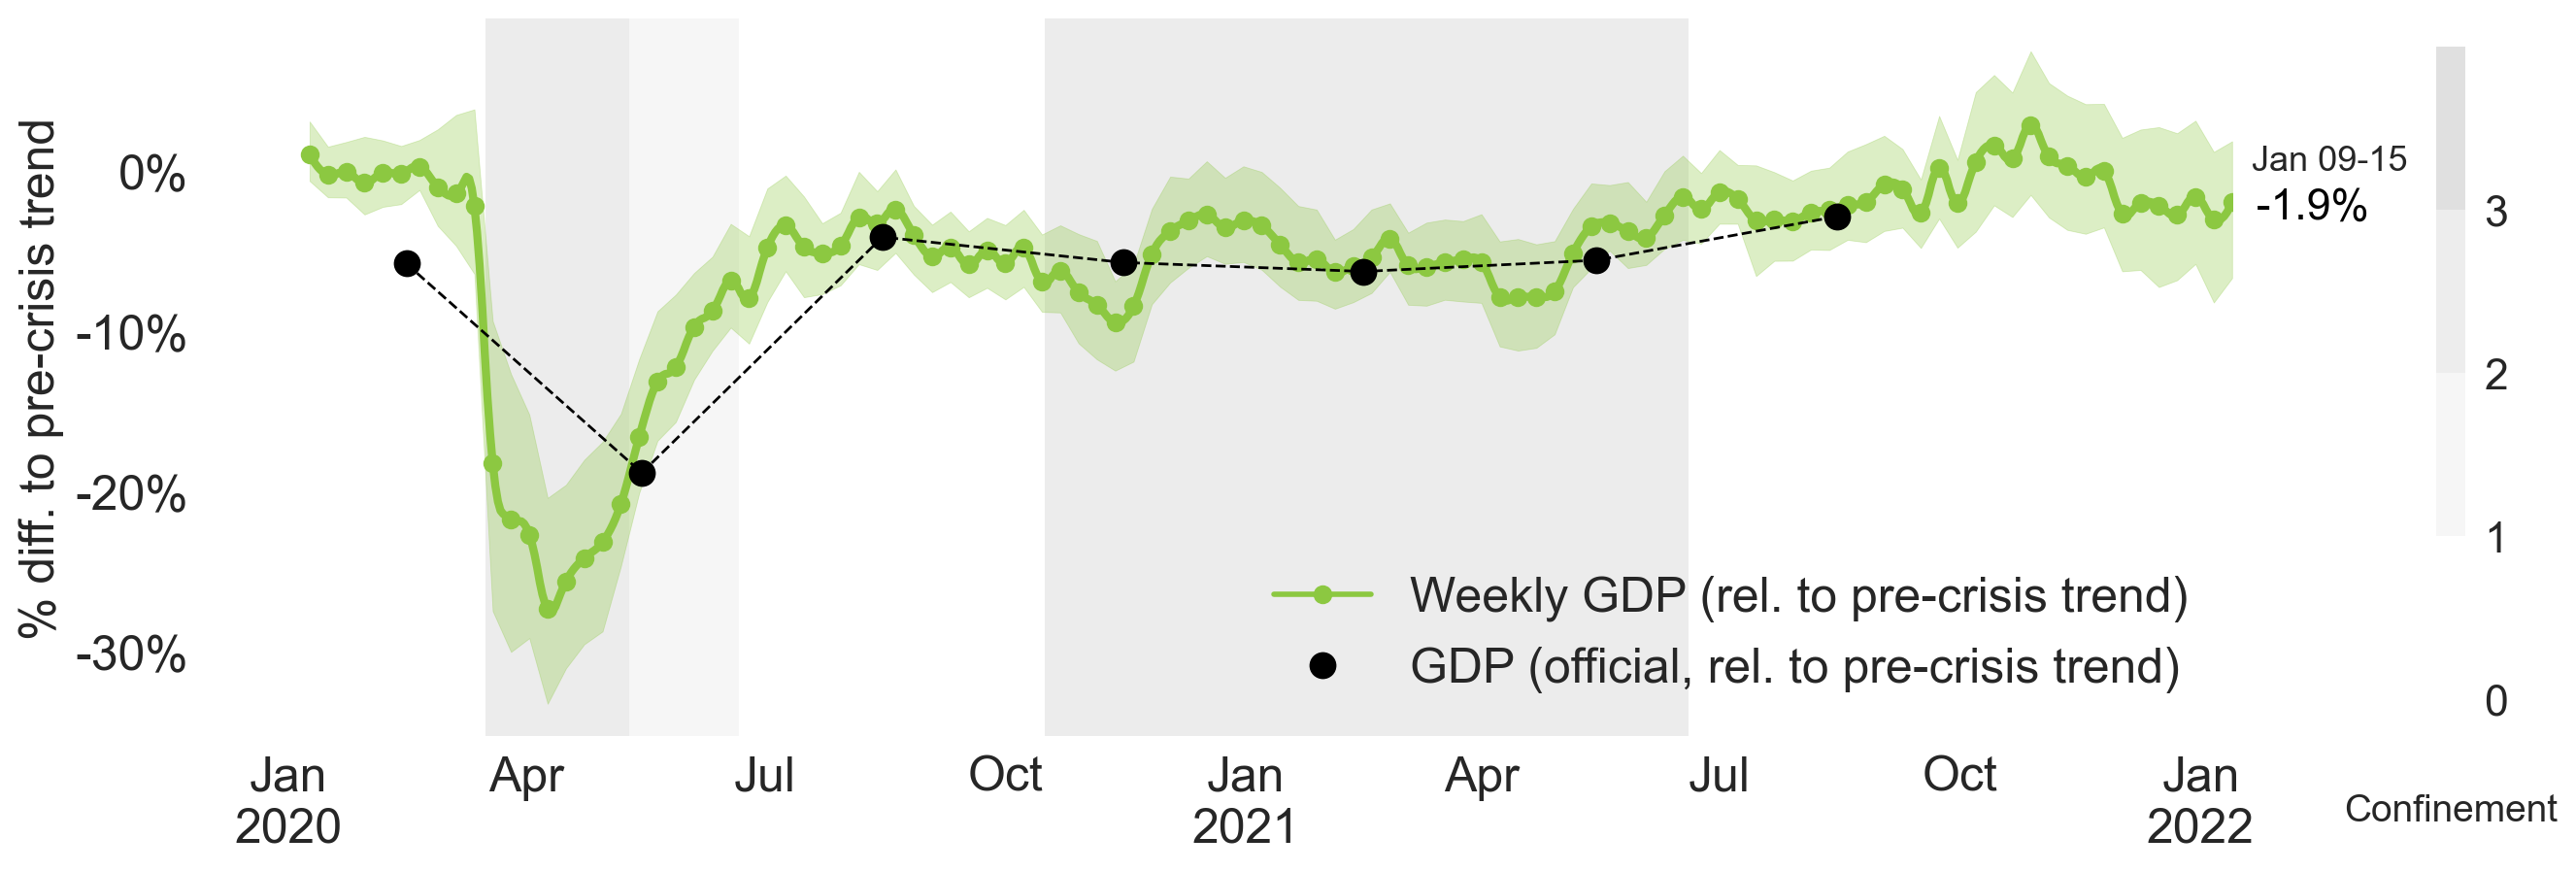 % diff. to pre-crisis trend
0%
-10%
-20%
-30%
Jan 09-15
-1.9%
3
2
1
0
Weekly GDP (rel. to pre-crisis trend)
GDP (official, rel. to pre-crisis trend)
Jan Apr Jul Oct Jan Apr Jul Oct Jan
2020 2021 2022
Confinement